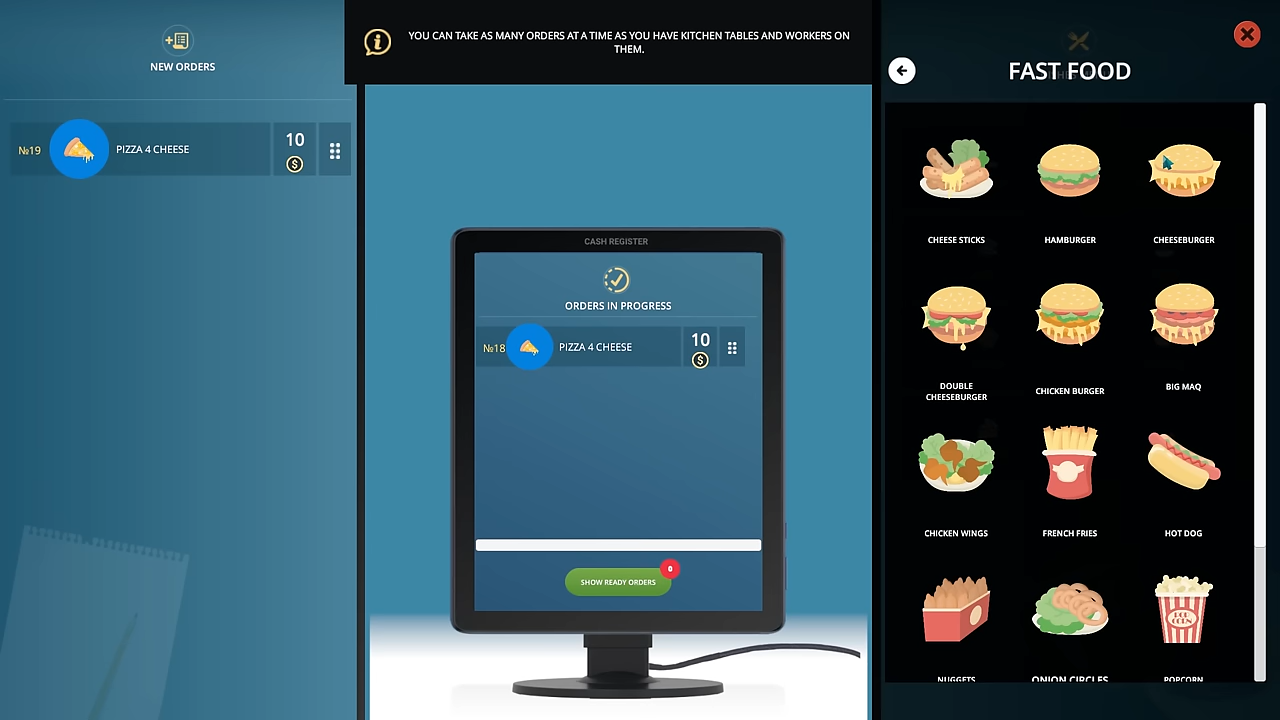 NEW ORDERS
№19
PIZZA 4 CHEESE
10
YOU CAN TAKE AS MANY ORDERS AT A TIME AS YOU HAVE KITCHEN TABLES AND WORKERS ON
THEM.
CASH REGISTER
ORDERS IN PROGRESS
№18
PIZZA 4 CHEESE
10
SHOW READY ORDERS
0
FAST FOOD
CHEESE STICKS
HAMBURGER
CHEESEBURGER
DOUBLE
CHEESEBURGER
CHICKEN BURGER
BIG MAQ
CHICKEN WINGS
FRENCH FRIES
HOT DOG
POP
CORN
NUGGETS
ONION CIRCLES
POPCORN